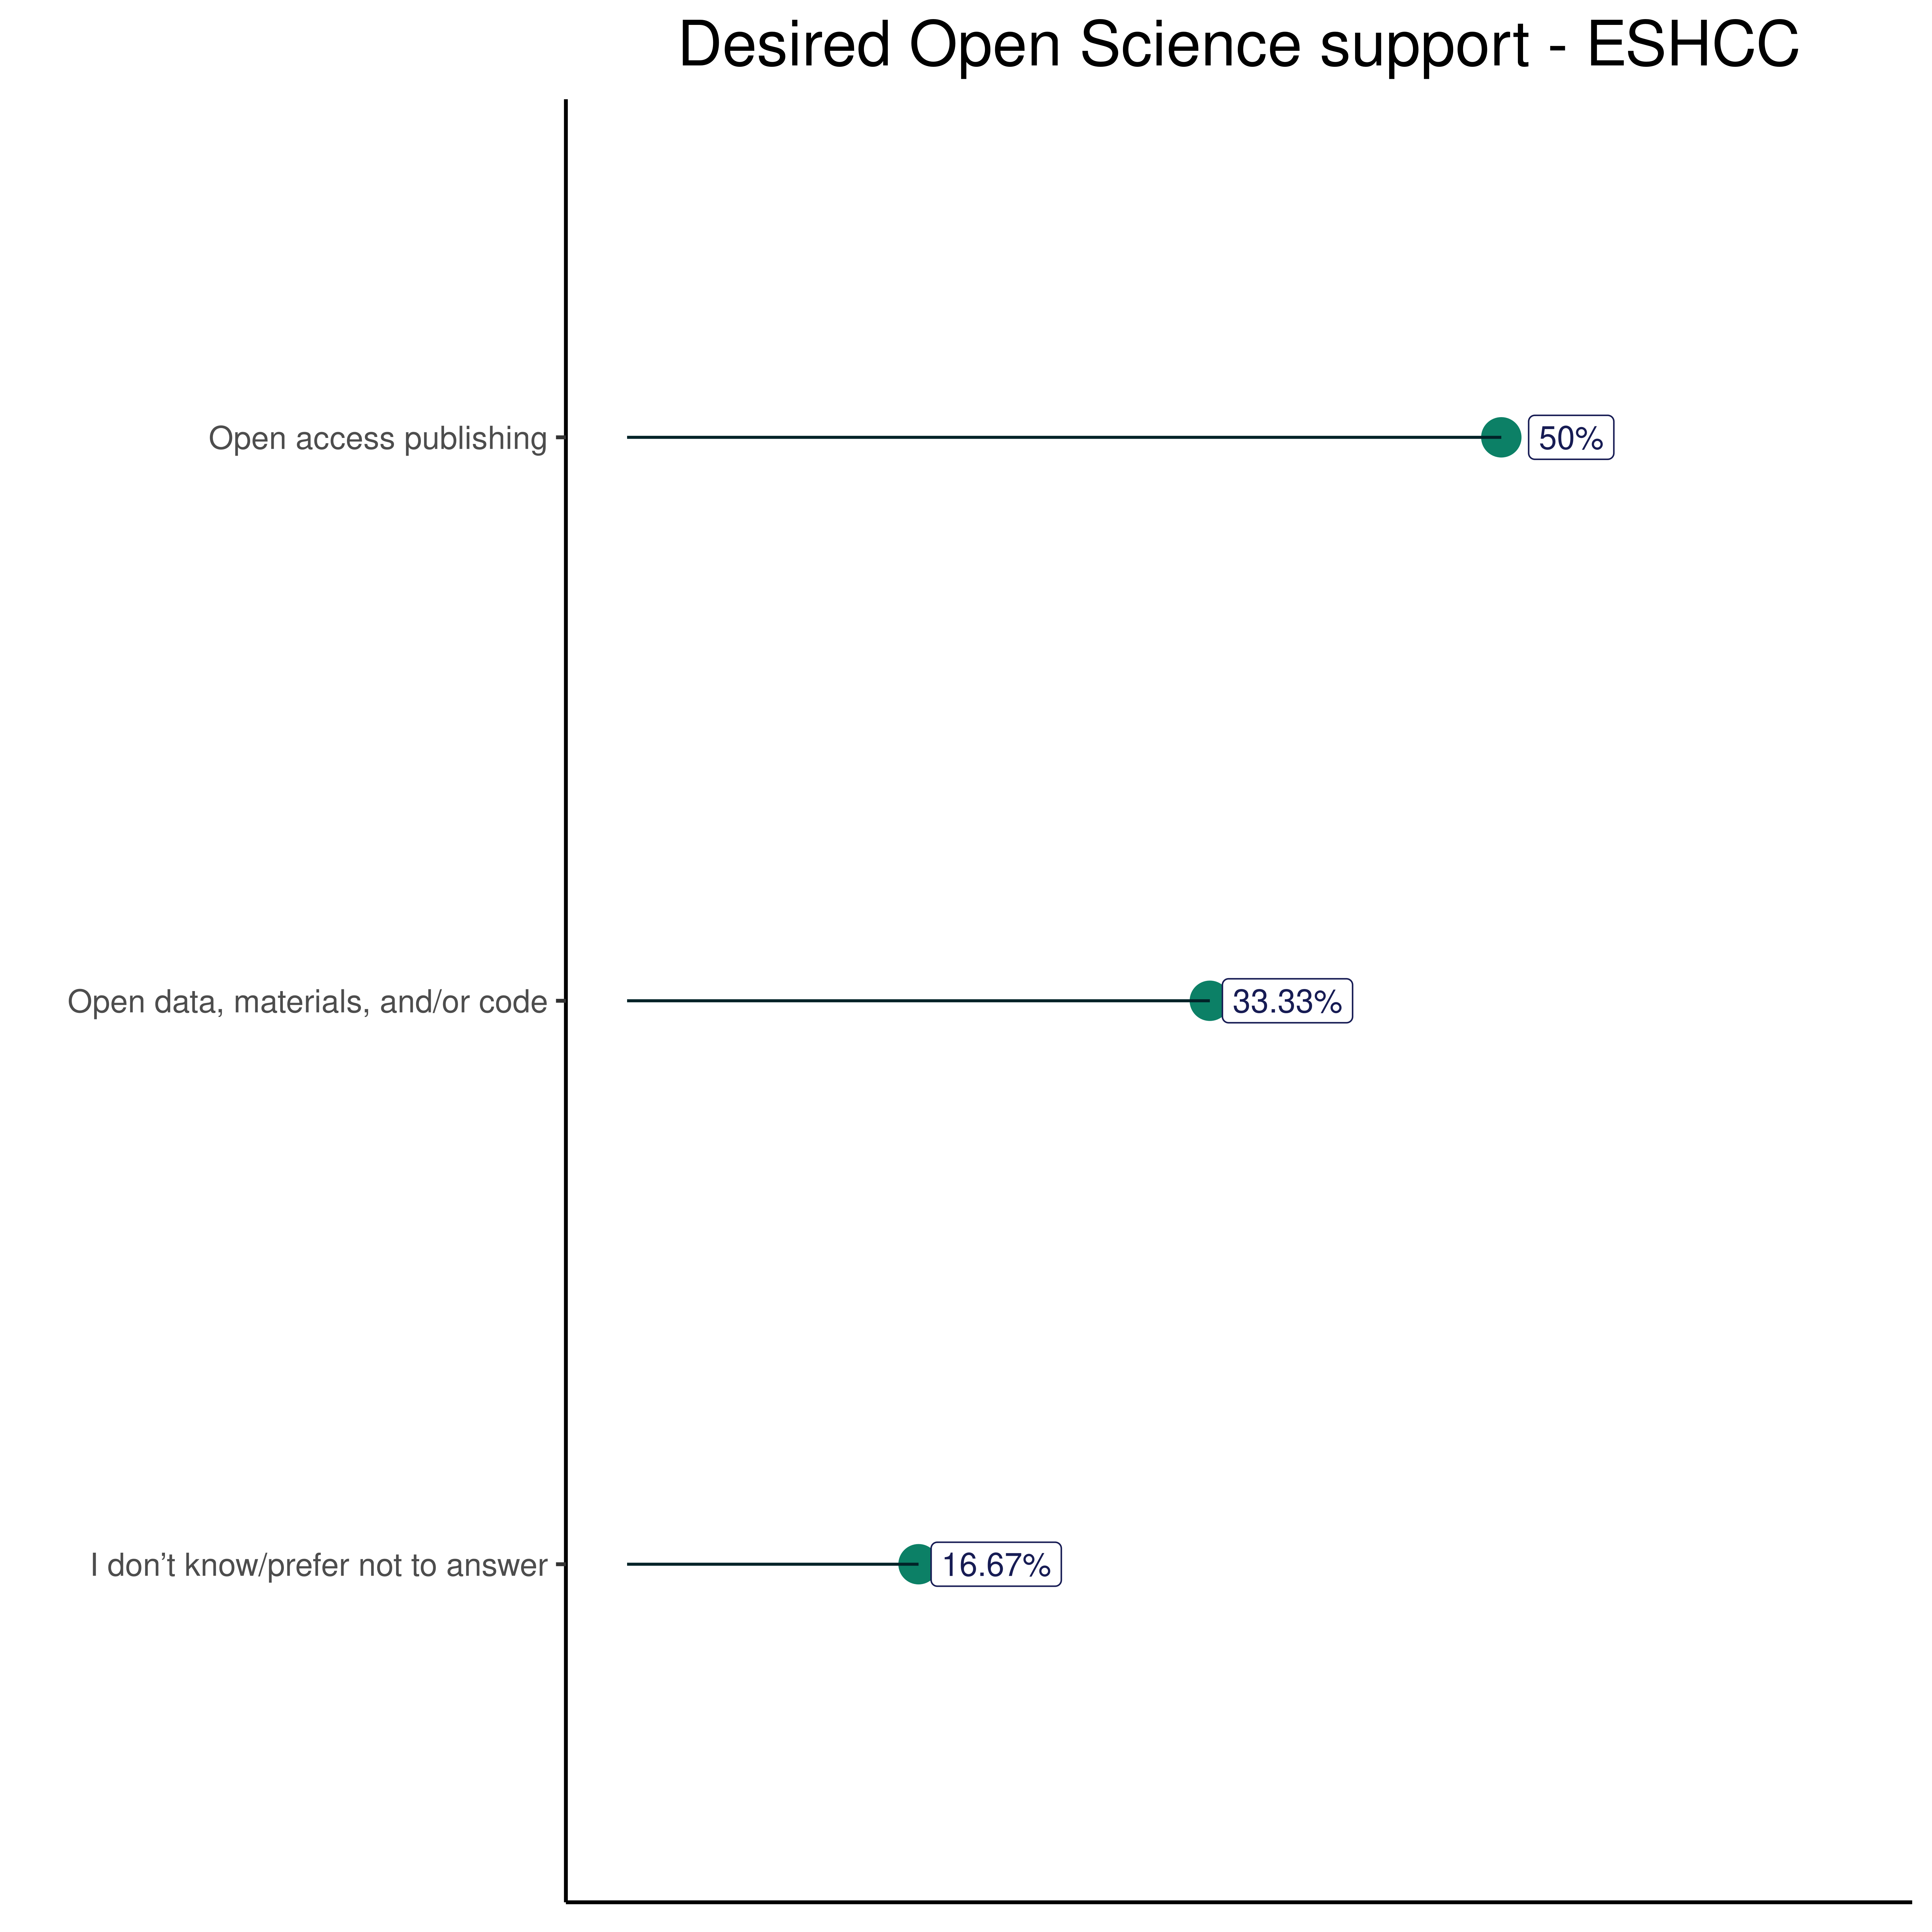 Desired Open Science support - ESHCC
Open access publishing
50%
Open data, materials, and/or code
33.33%
I don’t know/prefer not to answer
16.67%